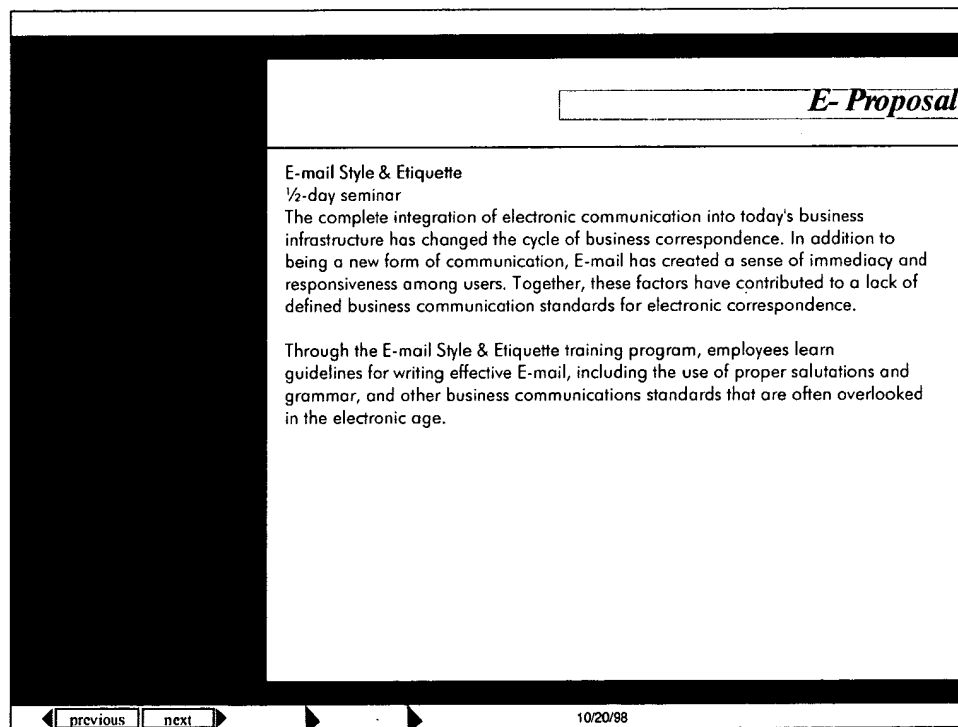 E- Proposal
E-mail Style & Etiquette
½-day seminar
The complete integration of electronic communication into today's business
infrastructure has changed the cycle of business correspondence. In addition to
being a new form of communication, E-mail has created a sense of immediacy and
responsiveness among users. Together, these factors have contributed to a lack of
defined business communication standards for electronic correspondence.
Through the E-mail Style & Etiquette training program, employees learn
guidelines for writing effective E-mail, including the use of proper salutations and
grammar, and other business communications standards that are often overlooked
in the electronic age.
previous next 10/20/98